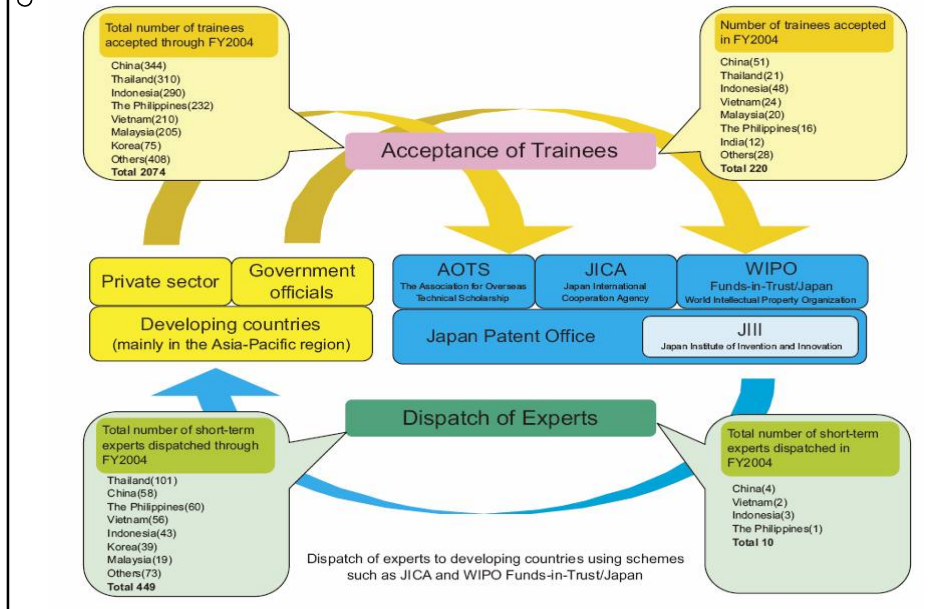 Total number of trainees
accepted through FY2004
China(344)
Thailand(310)
Indonesia(290)
The Philippines(232)
Vietnam(210)
Malaysia(205)
Korea(75)
Others(408)
Total 2074
Number of trainees accepted
in FY2004
China(51)
Thailand(21)
Indonesia(48)
Vietnam(24)
Malaysia(20)
The Philippines(16)
India(12)
Others(28)
Total 220
Acceptance of Trainees
Private sector
Government
officials
Developing countries
(mainly in the Asia-Pacific region)
AOTS
The Association for Overseas
Technical Scholarship
JICA
Japan International
Cooperation Agency
WIPO
Funds-in-Trust/Japan
World Intellectual Property Organization
Japan Patent Office
JIII
Japan Institute of Invention and Innovation
Dispatch of Experts
Total number of short-term
experts dispatched through
FY2004
Thailand(101)
China(58)
The Philippines(60)
Vietnam(56)
Indonesia(43)
Korea(39)
Malaysia(19)
Others(73)
Total 449
Total number of short-term
experts dispatched in
FY2004
China(4)
Vietnam(2)
Indonesia(3)
The Philippines(1)
Total 10
Dispatch of experts to developing countries using schemes
such as JICA and WIPO Funds-in-Trust/Japan